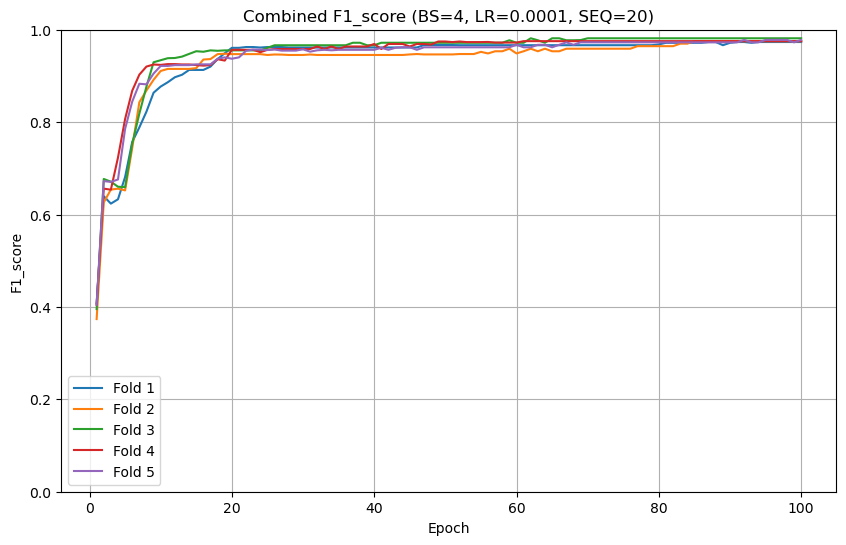 Combined F1_score (BS=4, LR=0.0001, SEQ=20)
F1_score
1.0
0.8
0.6
0.4
0.2
0.0
Fold 1
Fold 2
Fold 3
Fold 4
Fold 5
0 20 40 60 80 100
Epoch